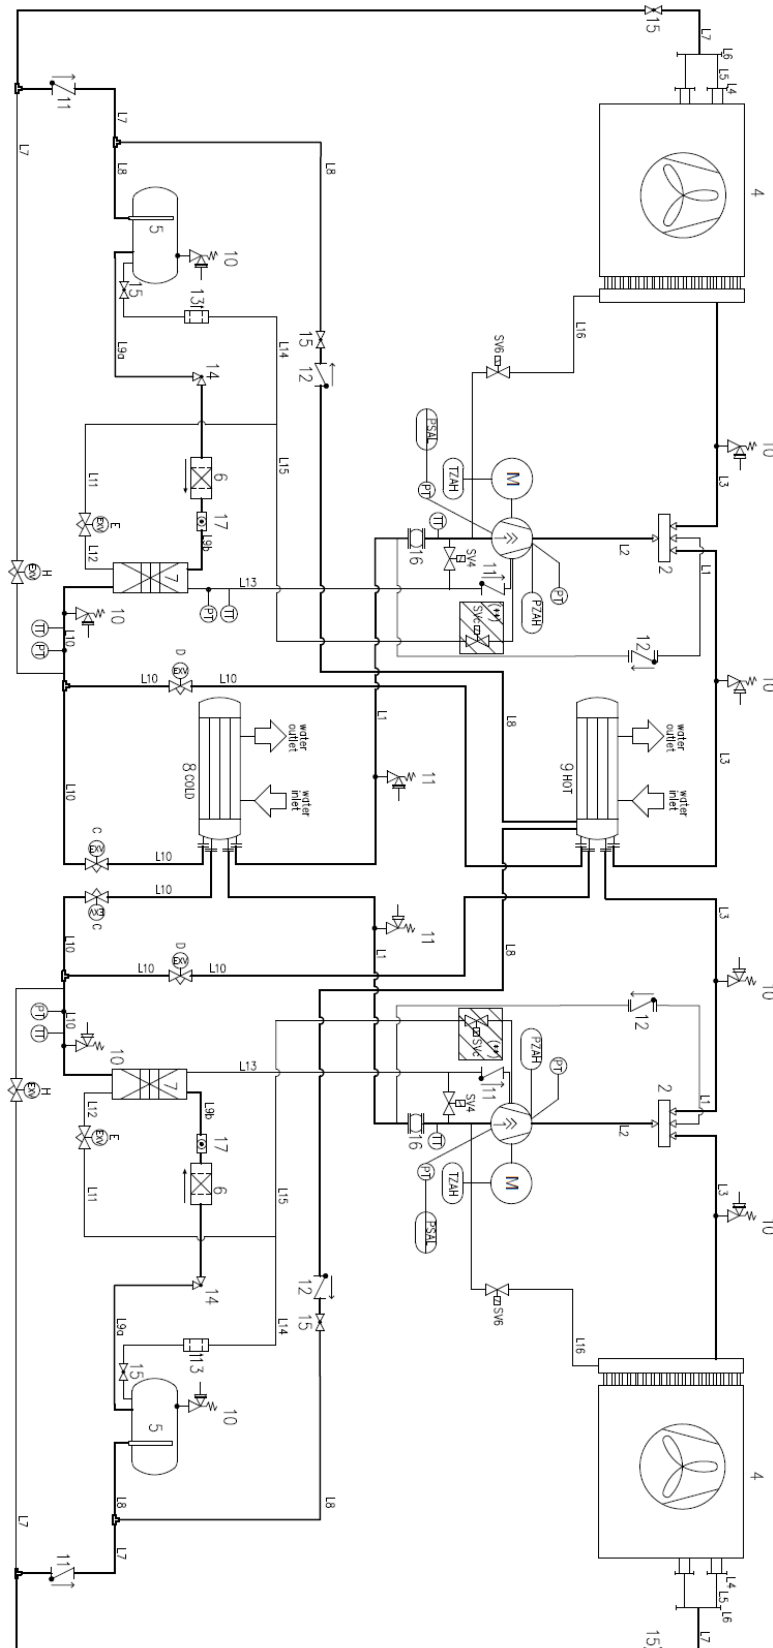 15
L7
L6
L5
L4
4
11
L7
L7
L8
L8
5
10
15
13
L9a
L14
15
12
14
SV6
L16
10
L3
PSAL
TZAH
M
PT
TT
L15
L11
6
17
L9b
E
EXV
L12
7
L13
PT
TT
16
SV4
11
SVc
(**)
L2
2
L1
PT
PZAH
12
10
H
EXV
10
TT
PT
L10
D
EXV
L10
L10
L1
L8
L3
water
outlet
water
inlet
8 COLD
11
water
outlet
water
inlet
9 HOT
L10
C
EXV
L10
EXV
C
L10
L10
D
EXV
L10
L10
11
L1
L8
L3
10
PT
TT
L10
10
H
EXV
7
L13
L12
E
EXV
L11
L9b
17
6
L15
SVc
(**)
11
SV4
16
TT
PT
PZAH
PT
12
L1
2
L2
M
TZAH
PSAL
L3
10
14
L9a
12
15
L14
SV6
L16
15
113
10
5
4
L8
L8
L7
L7
11
L4
L5
L6
L7
15